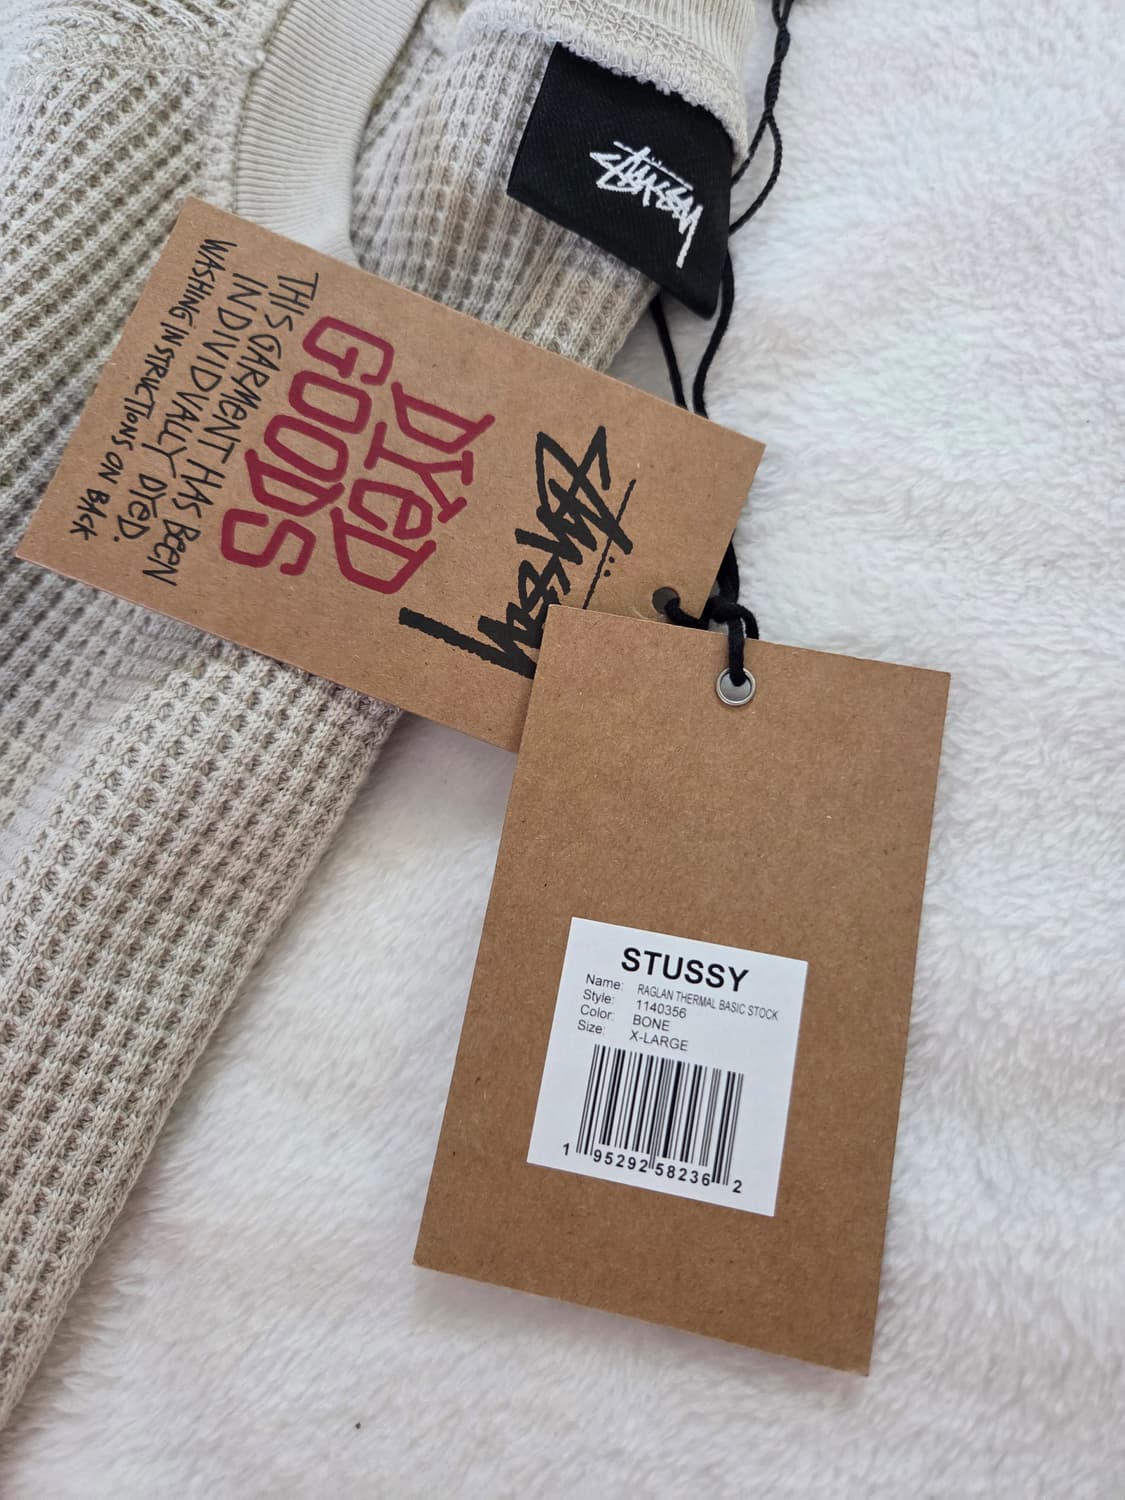 Stüssy
Stüssy
DYED
GOODS
THIS GARMENT HAS BEEN
INDIVIDUALLY DYED.
WASHING INSTRUCTIONS ON BACK
STUSSY
Name: RAGLAN THERMAL BASIC STOCK
Style: 1140356
Color: BONE
Size: X-LARGE
1 95292 58236 2